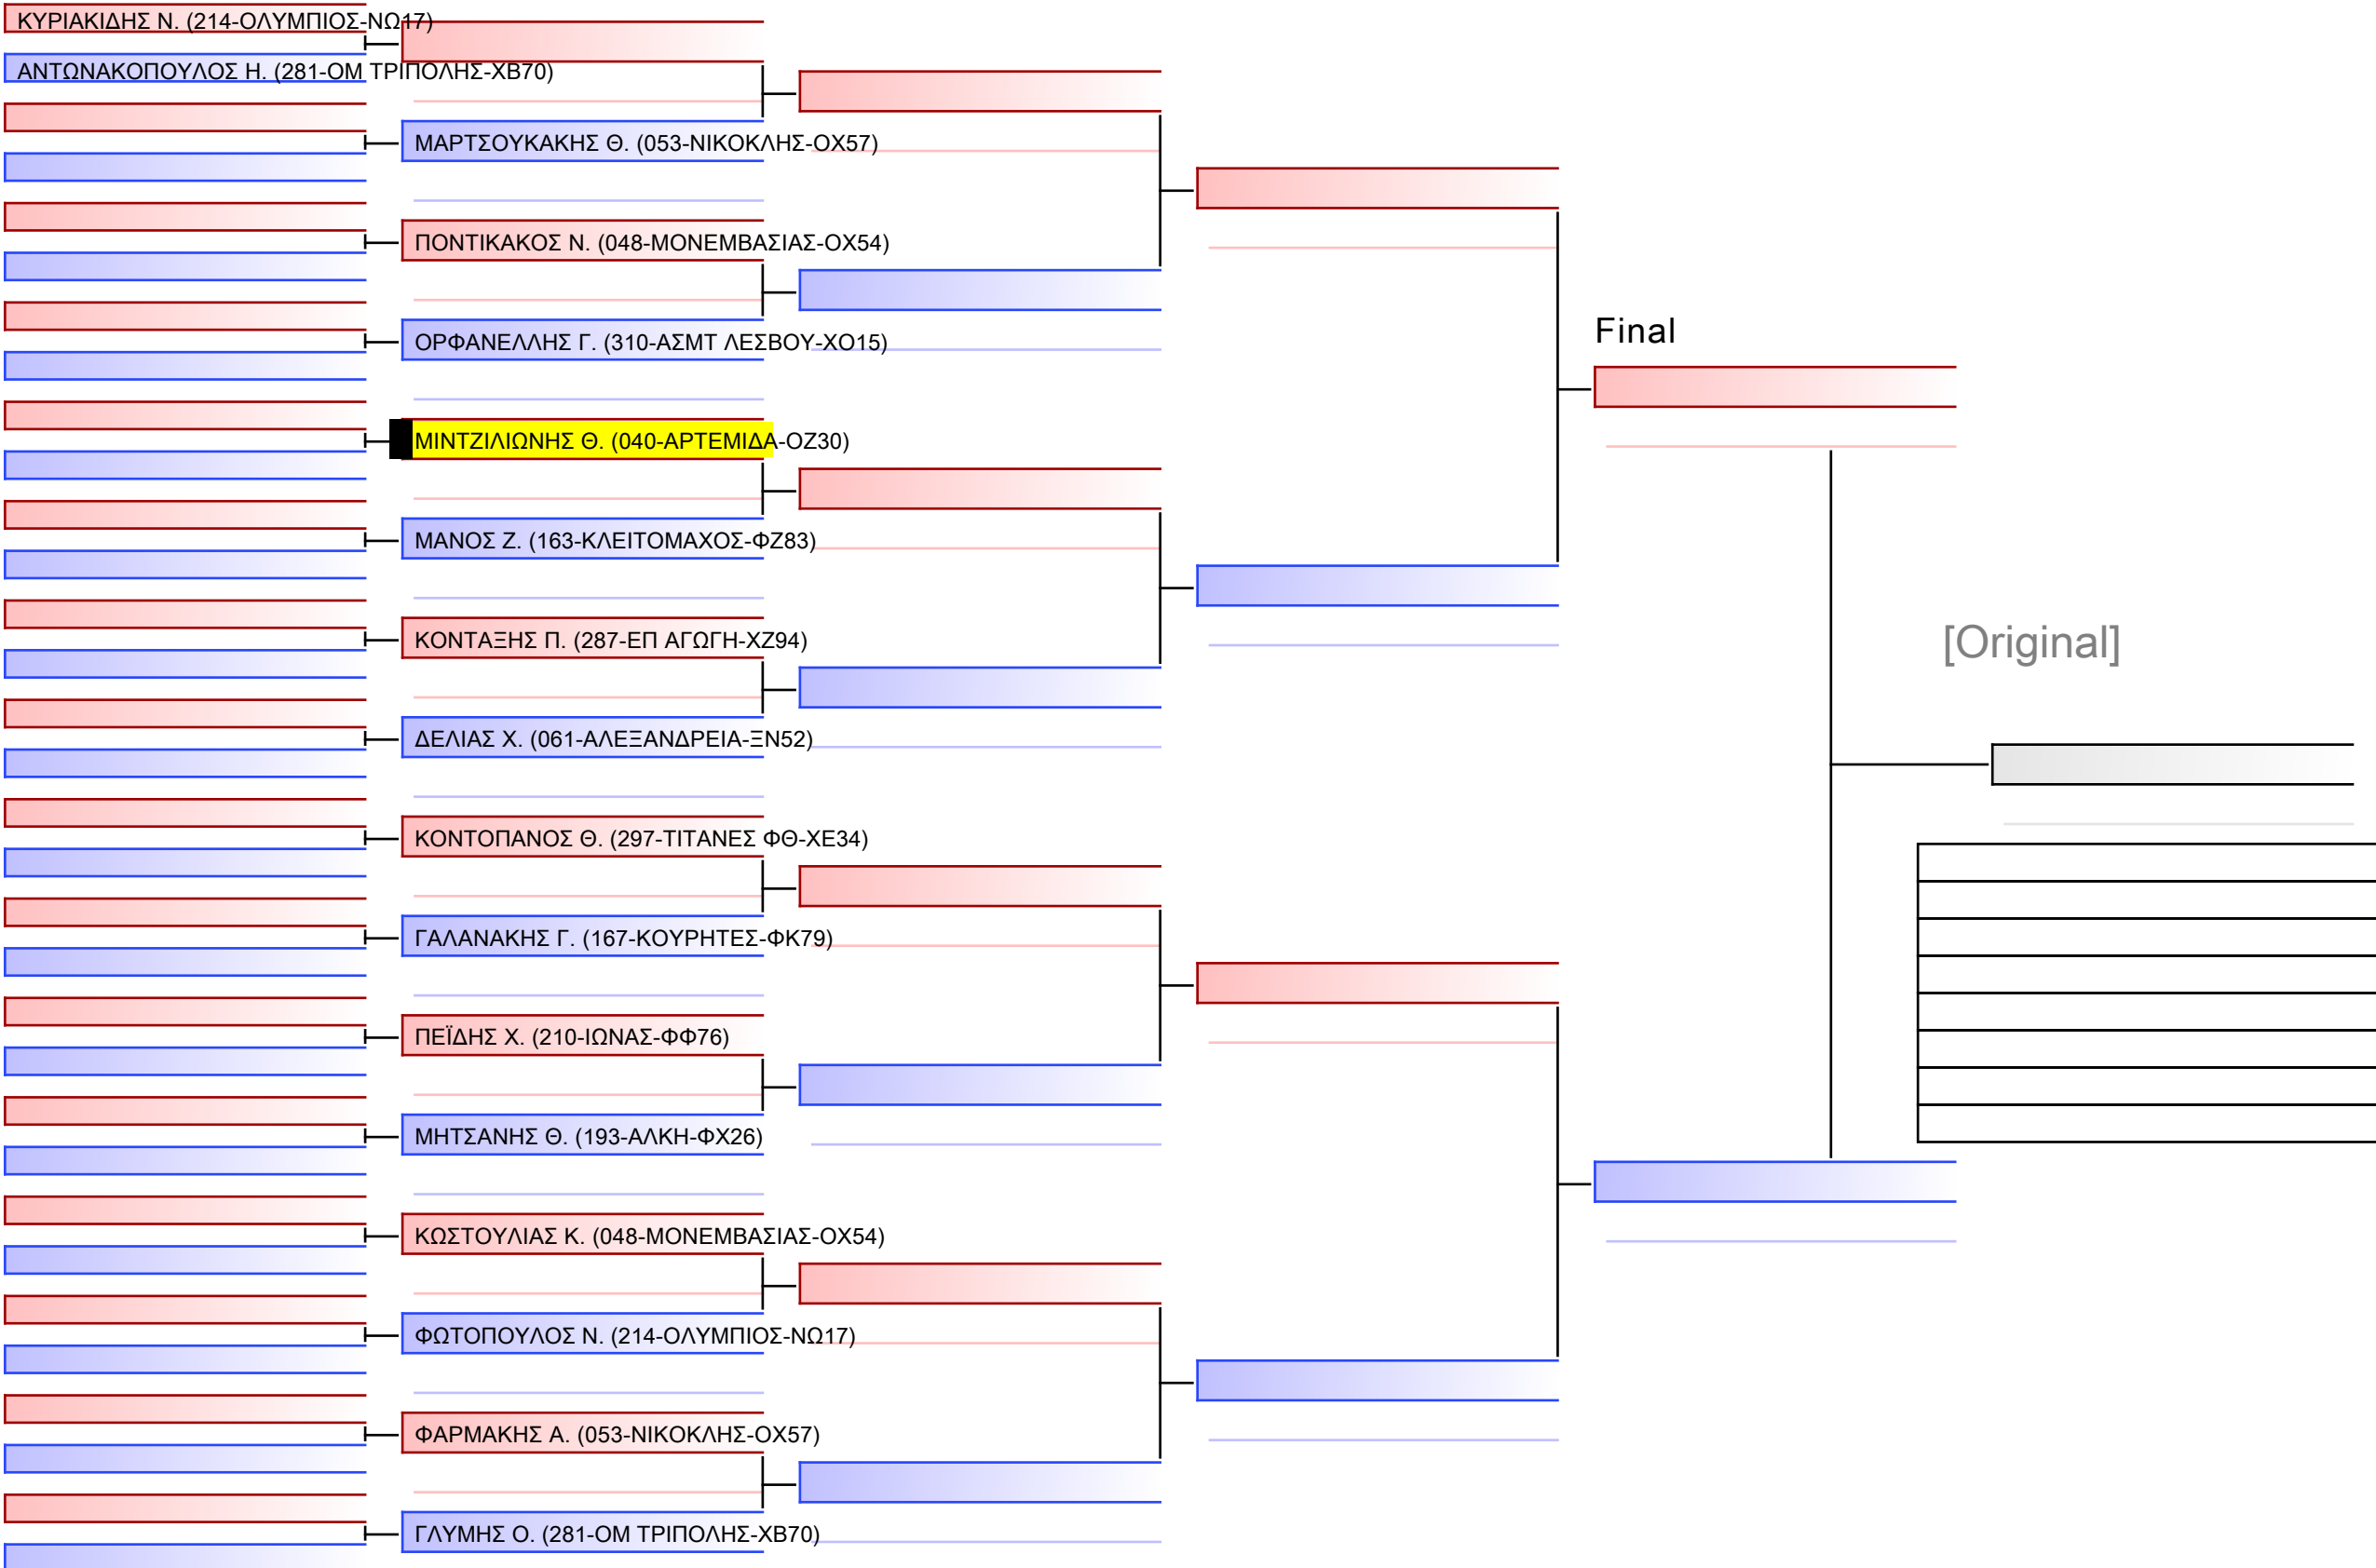 ΚΥΡΙΑΚΙΔΗΣ Ν. (214-ΟΛΥΜΠΙΟΣ-ΝΩ17)
ΑΝΤΩΝΑΚΟΠΟΥΛΟΣ Η. (281-ΟΜ ΤΡΙΠΟΛΗΣ-ΧΒ70)
ΜΑΡΤΣΟΥΚΑΚΗΣ Θ. (053-ΝΙΚΟΚΛΗΣ-ΟΧ57)
ΠΟΝΤΙΚΑΚΟΣ Ν. (048-ΜΟΝΕΜΒΑΣΙΑΣ-ΟΧ54)
ΟΡΦΑΝΕΛΛΗΣ Γ. (310-ΑΣΜΤ ΛΕΣΒΟΥ-ΧΟ15)
Final
ΜΙΝΤΖΙΛΙΩΝΗΣ Θ. (040-ΑΡΤΕΜΙΔΑ-ΟΖ30)
ΜΑΝΟΣ Ζ. (163-ΚΛΕΙΤΟΜΑΧΟΣ-ΦΖ83)
ΚΟΝΤΑΞΗΣ Π. (287-ΕΠ ΑΓΩΓΗ-ΧΖ94)
[Original]
ΔΕΛΙΑΣ Χ. (061-ΑΛΕΞΑΝΔΡΕΙΑ-ΞΝ52)
ΚΟΝΤΟΠΑΝΟΣ Θ. (297-ΤΙΤΑΝΕΣ ΦΘ-ΧΕ34)
ΓΑΛΑΝΑΚΗΣ Γ. (167-ΚΟΥΡΗΤΕΣ-ΦΚ79)
ΠΕΪΔΗΣ Χ. (210-ΙΩΝΑΣ-ΦΦ76)
ΜΗΤΣΑΝΗΣ Θ. (193-ΑΛΚΗ-ΦΧ26)
ΚΩΣΤΟΥΛΙΑΣ Κ. (048-ΜΟΝΕΜΒΑΣΙΑΣ-ΟΧ54)
ΦΩΤΟΠΟΥΛΟΣ Ν. (214-ΟΛΥΜΠΙΟΣ-ΝΩ17)
ΦΑΡΜΑΚΗΣ Α. (053-ΝΙΚΟΚΛΗΣ-ΟΧ57)
ΓΛΥΜΗΣ Ο. (281-ΟΜ ΤΡΙΠΟΛΗΣ-ΧΒ70)